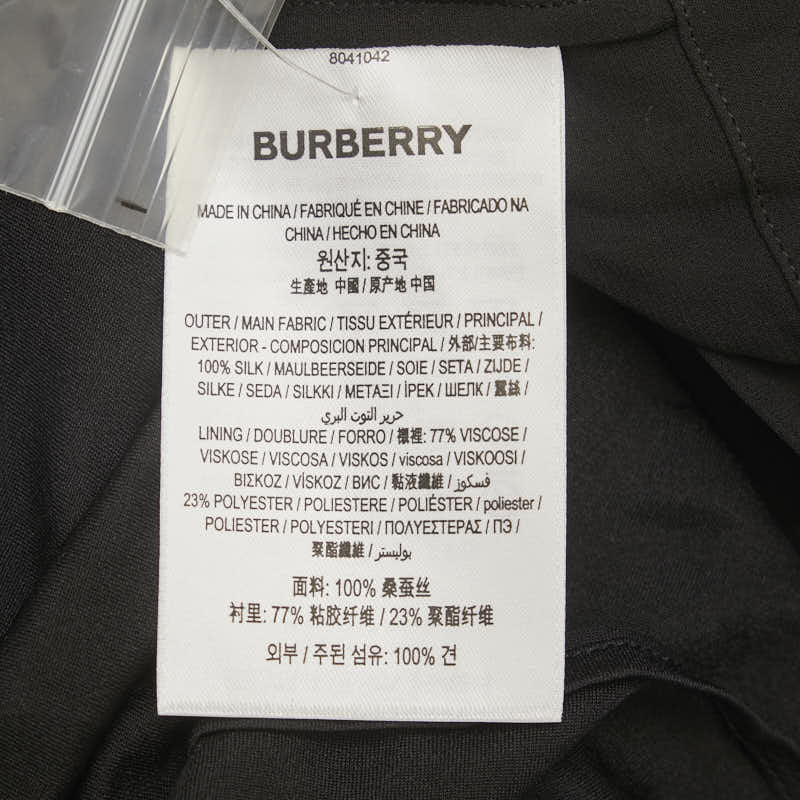 8041042
BURBERRY
MADE IN CHINA / FABRIQUÉ EN CHINE / FABRICADO NA
CHINA / HECHO EN CHINA
원산지: 중국
生產地 中國 / 原产地 中国
OUTER / MAIN FABRIC / TISSU EXTÉRIEUR / PRINCIPAL /
EXTERIOR - COMPOSICION PRINCIPAL / 外部/主要布料:
100% SILK / MAULBEERSEIDE / SOIE / SETA / ZIJDE /
SILKE / SEDA / SILKKI / ΜΕΤΑΞΙ / İPEK / ШЕЛК / 蠶絲 /
حرير التوت البري
LINING / DOUBLURE / FORRO / 襯裡: 77% VISCOSE /
VISKOSE / VISCOSA / VISKOS / viscosa / VISKOOSI /
ΒΙΣΚΟΖ / VİSKOZ / ВИС / 黏液纖維 / فسكوز
23% POLYESTER / POLIESTERE / POLIÉSTER / poliester /
POLIESTER / POLYESTERI / ΠΟΛΥΕΣΤΕΡΑΣ / ПЭ /
聚酯纖維 / بوليستر
面料: 100% 桑蚕丝
衬里: 77% 粘胶纤维 / 23% 聚酯纤维
외부 / 주된 섬유: 100% 견